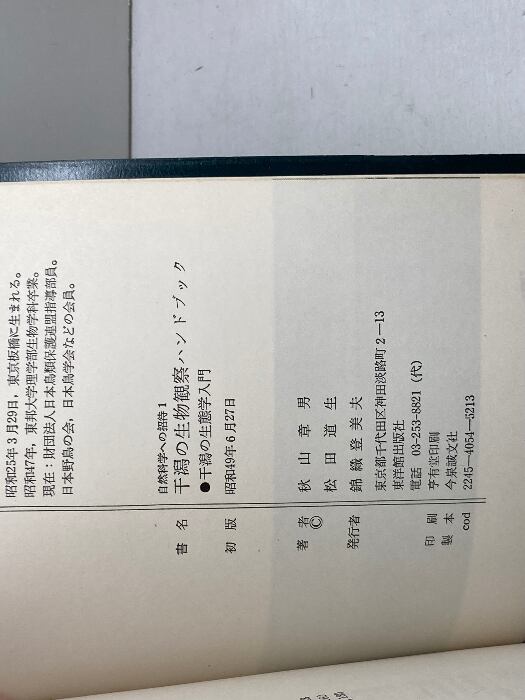 昭和25年3月29日，東京板橋に生まれる。
昭和47年，東邦大学理学部生物学科卒業。
現在：財団法人日本鳥類保護連盟指導部員。
日本野鳥の会，日本鳥学会などの会員。
自然科学への招待1
書名 干潟の生物観察ハンドブック
●干潟の生態学入門
初版 昭和49年6月27日
著者 秋山章男
© 松田道生
発行者 錦織登美夫
東京都千代田区神田淡路町2—13
東洋館出版社
電話 03-253-8821（代）
印刷 亨有堂印刷
製本 今泉誠文社
cod 2245—4054—5213